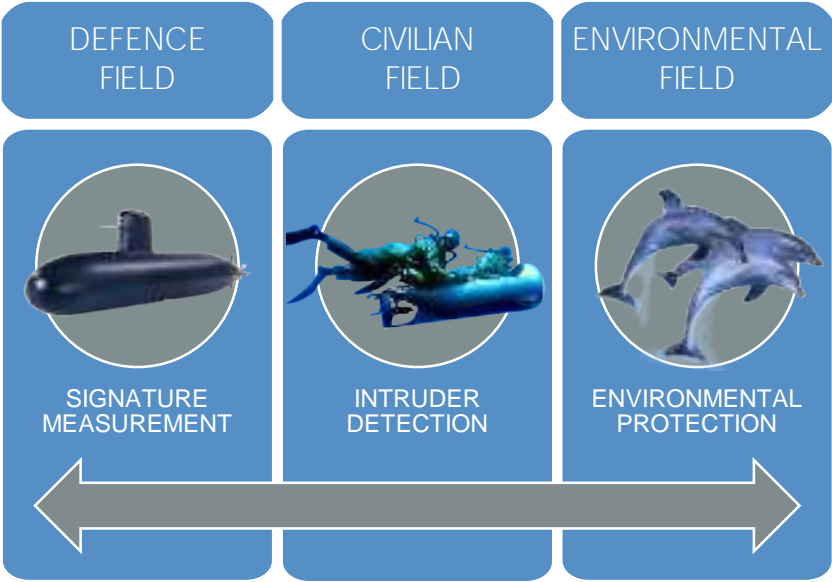 DEFENCE
FIELD
CIVILIAN
FIELD
ENVIRONMENTAL
FIELD
SIGNATURE
MEASUREMENT
INTRUDER
DETECTION
ENVIRONMENTAL
PROTECTION